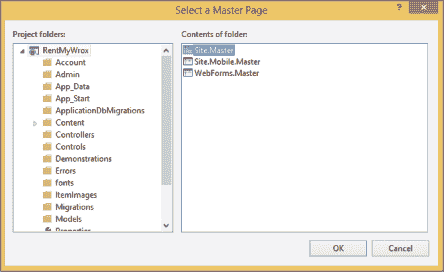 Select a Master Page
?
Project folders:
Contents of folder:
RentMyWrox
Account
Admin
App_Data
App_Start
ApplicationDbMigrations
Content
Controllers
Controls
Demonstrations
Errors
fonts
ItemImages
Migrations
Models
Properties
Site.Master
Site.Mobile.Master
WebForms.Master
OK
Cancel